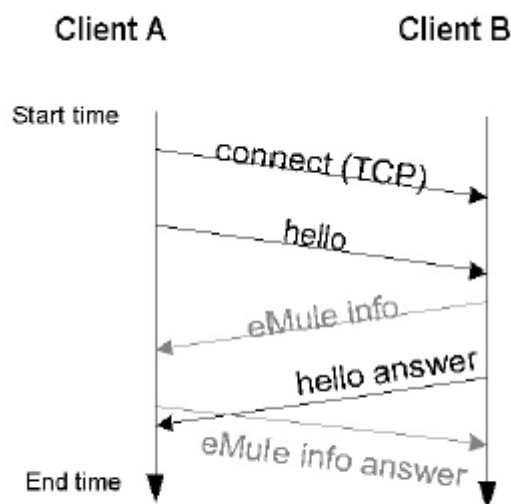 Client A
Client B
Start time
connect (TCP)
hello
eMule info
hello answer
eMule info answer
End time